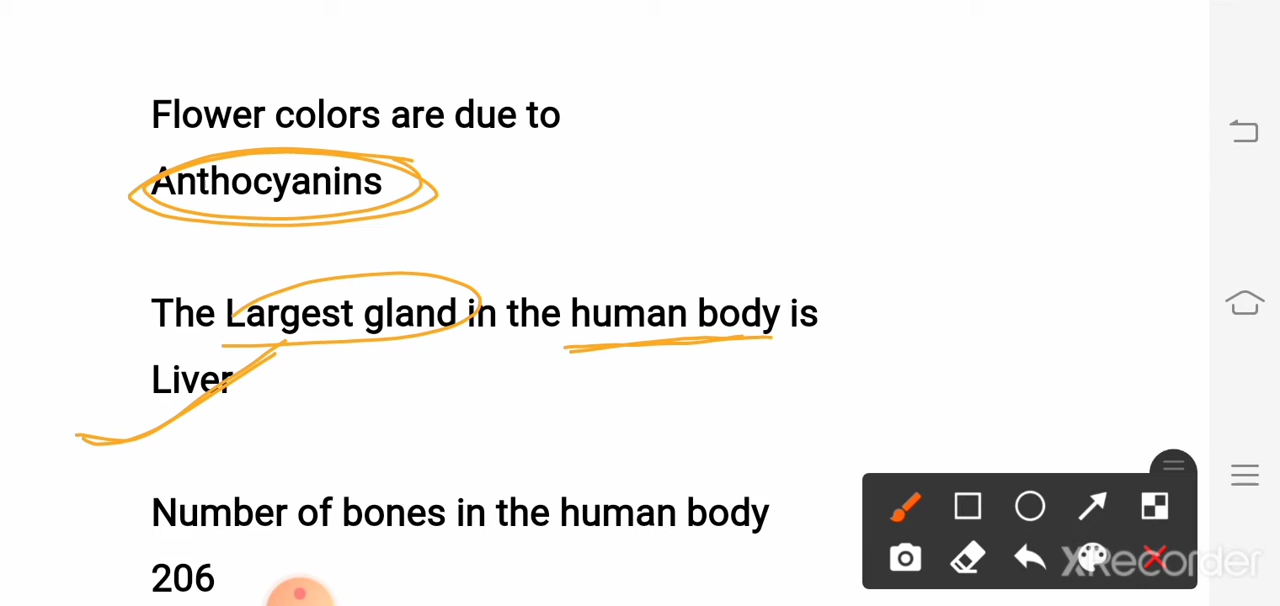 Flower colors are due to
Anthocyanins
The Largest gland in the human body is
Liver
Number of bones in the human body
206
XRecorder